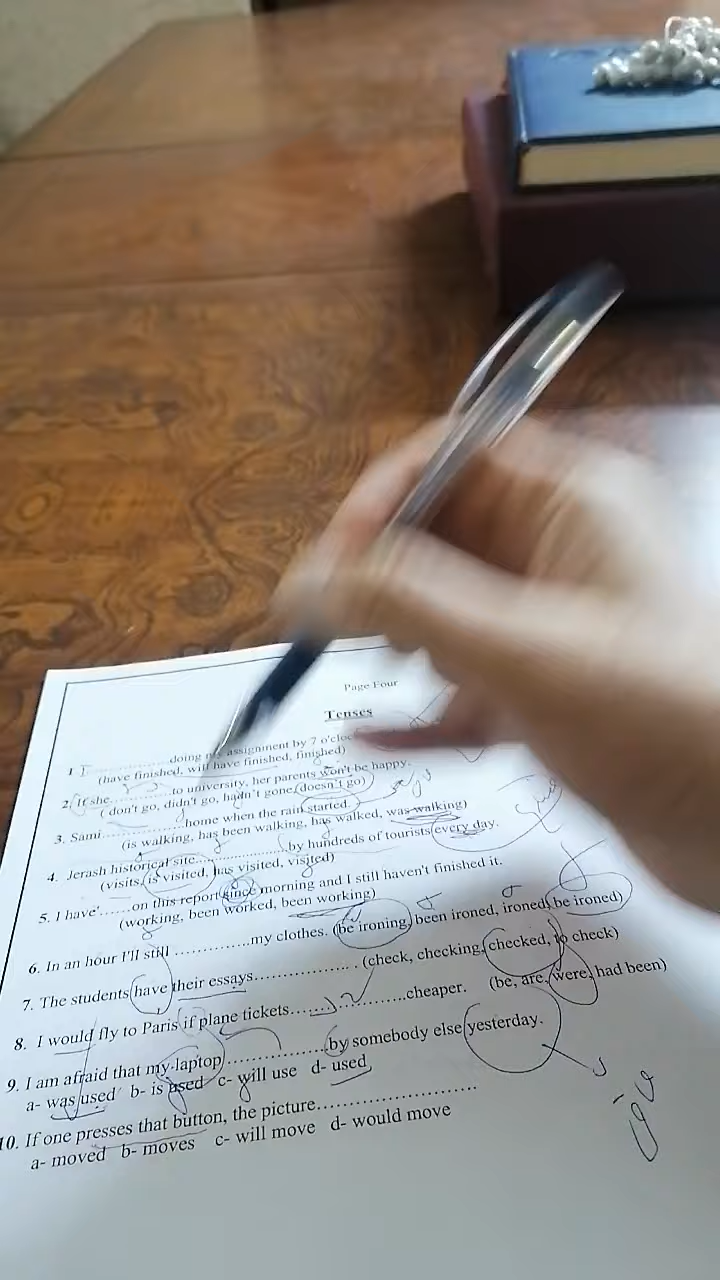 Page Four
Tenses
1 I..................doing my assignment by 7 o'cloc
(have finished, will have finished, finished)
2. If she...............to university, her parents won't be happy.
( don't go, didn't go, hadn't gone, doesn't go)
3. Sami...................home when the rain started.
(is walking, has been walking, has walked, was walking)
4. Jerash historical site.......................by hundreds of tourists every day.
(visits, is visited, has visited, visited)
5. I have'.......on this report since morning and I still haven't finished it.
(working, been worked, been working)
6. In an hour I'll still ..............my clothes. (be ironing, been ironed, ironed, be ironed)
7. The students have their essays................... . (check, checking, checked, to check)
8. I would fly to Paris if plane tickets.....................cheaper. (be, are, were, had been)
9. I am afraid that my laptop...................by somebody else yesterday.
a- was used b- is used c- will use d- used
10. If one presses that button, the picture..........................
a- moved b- moves c- will move d- would move